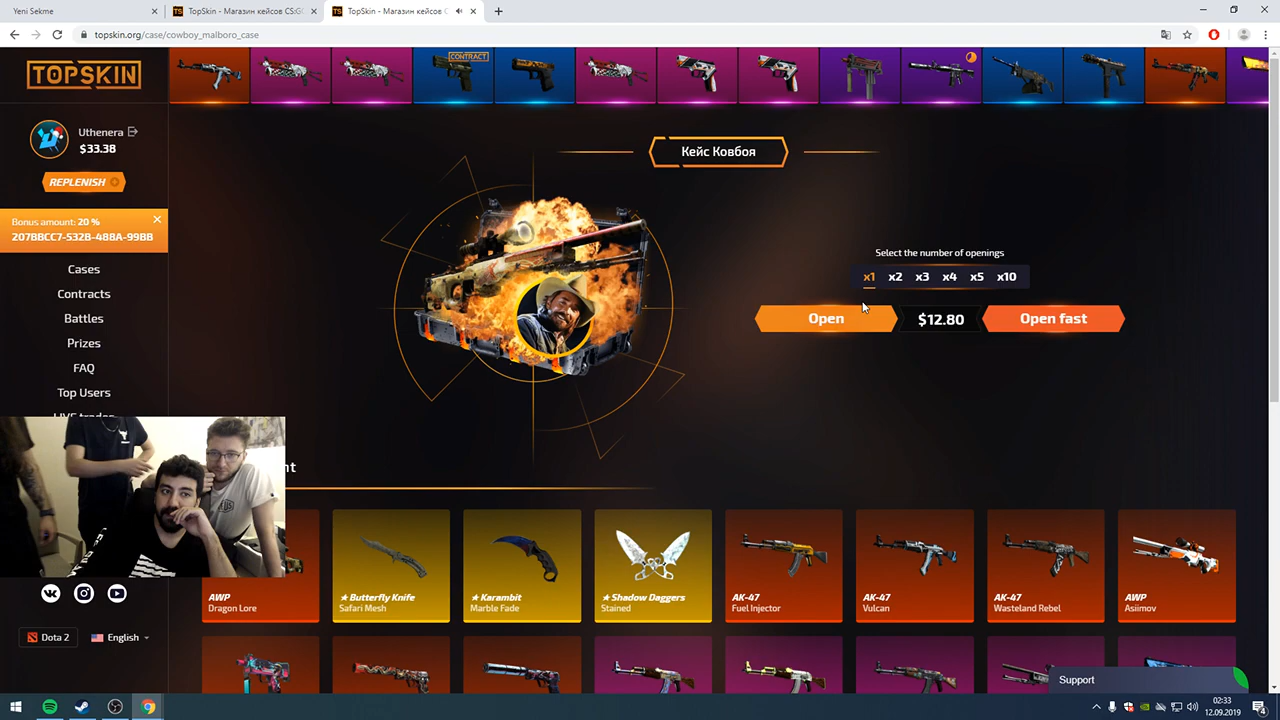 Yeni Sekme
TopSkin - Магазин кейсов CS:GO
TopSkin - Магазин кейсов C
topskin.org/case/cowboy_malboro_case
TOPSKIN
CONTRACT
Uthenera
$33.38
REPLENISH
Bonus amount: 20 %
207BBCC7-532B-488A-99BB
Cases
Contracts
Battles
Prizes
FAQ
Top Users
LIVE trades
Кейс Ковбоя
Select the number of openings
x1 x2 x3 x4 x5 x10
Open
$12.80
Open fast
nt
AWP
Dragon Lore
★ Butterfly Knife
Safari Mesh
★ Karambit
Marble Fade
★ Shadow Daggers
Stained
AK-47
Fuel Injector
AK-47
Vulcan
AK-47
Wasteland Rebel
AWP
Asiimov
Dota 2
English
Support
02:33
12.09.2019
4